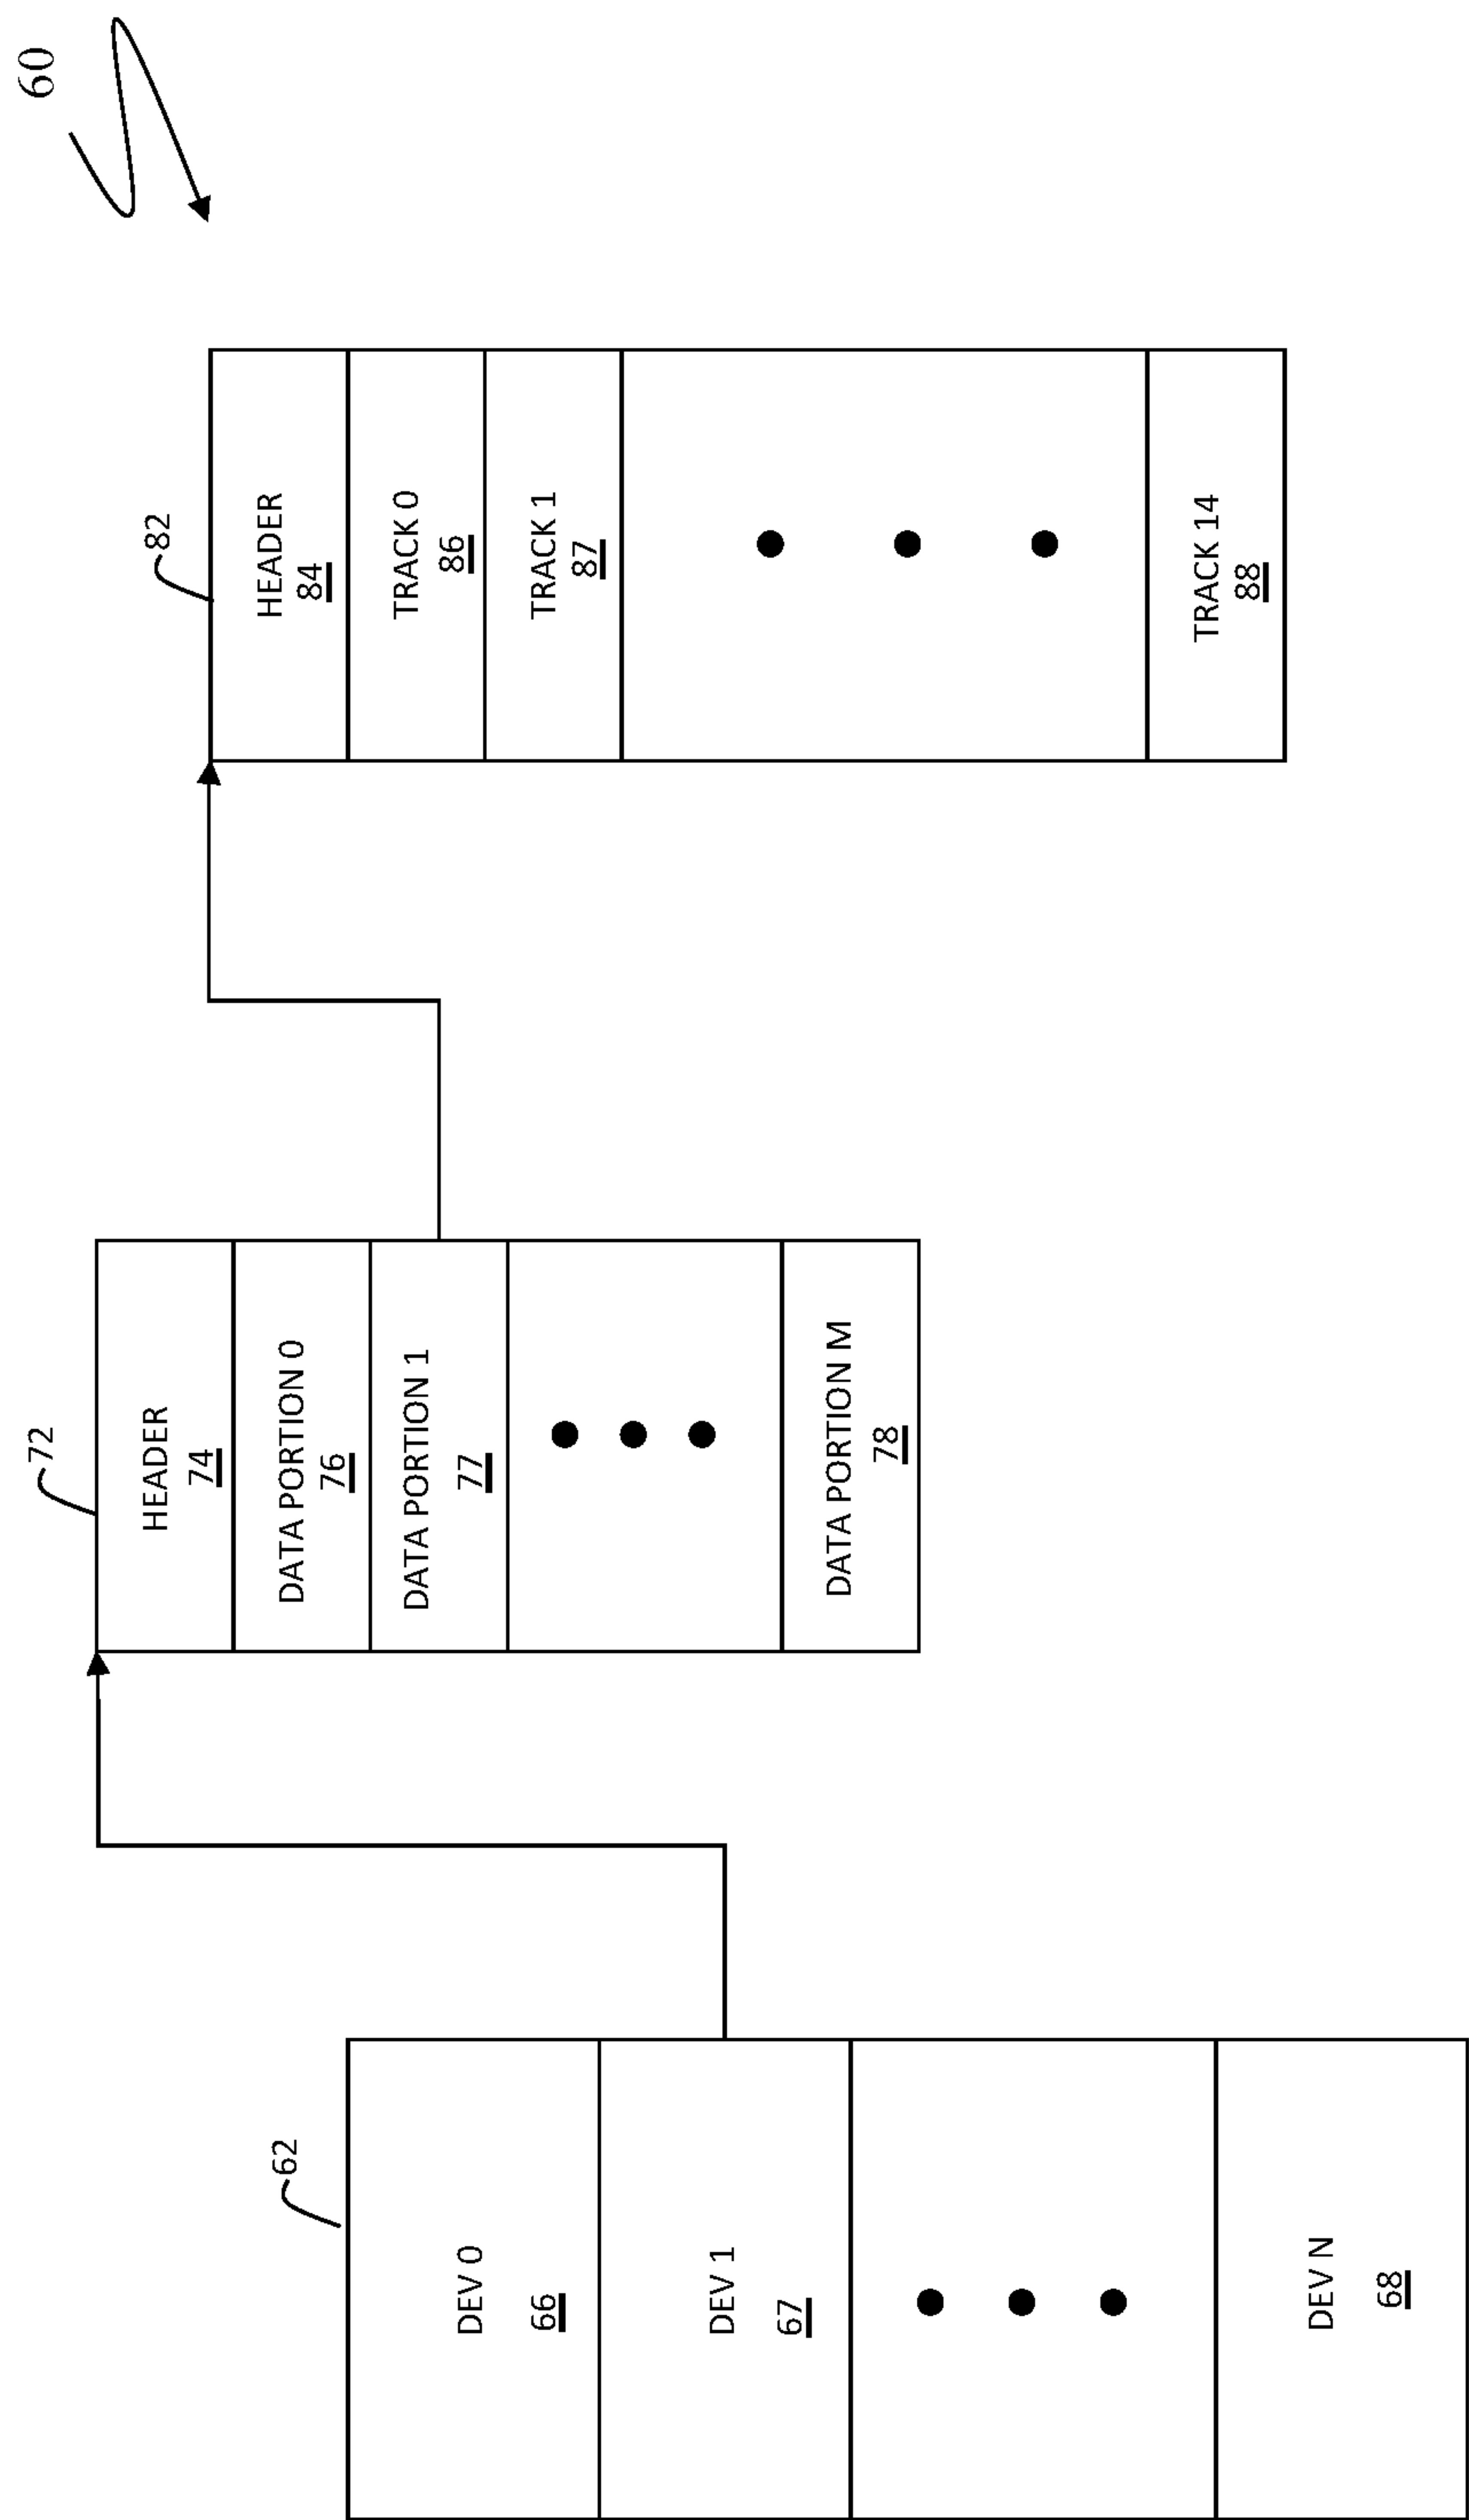 60
62
DEV 0
66
DEV 1
67
DEV N
68
72
HEADER
74
DATA PORTION 0
76
DATA PORTION 1
77
DATA PORTION M
78
82
HEADER
84
TRACK 0
86
TRACK 1
87
TRACK 14
88